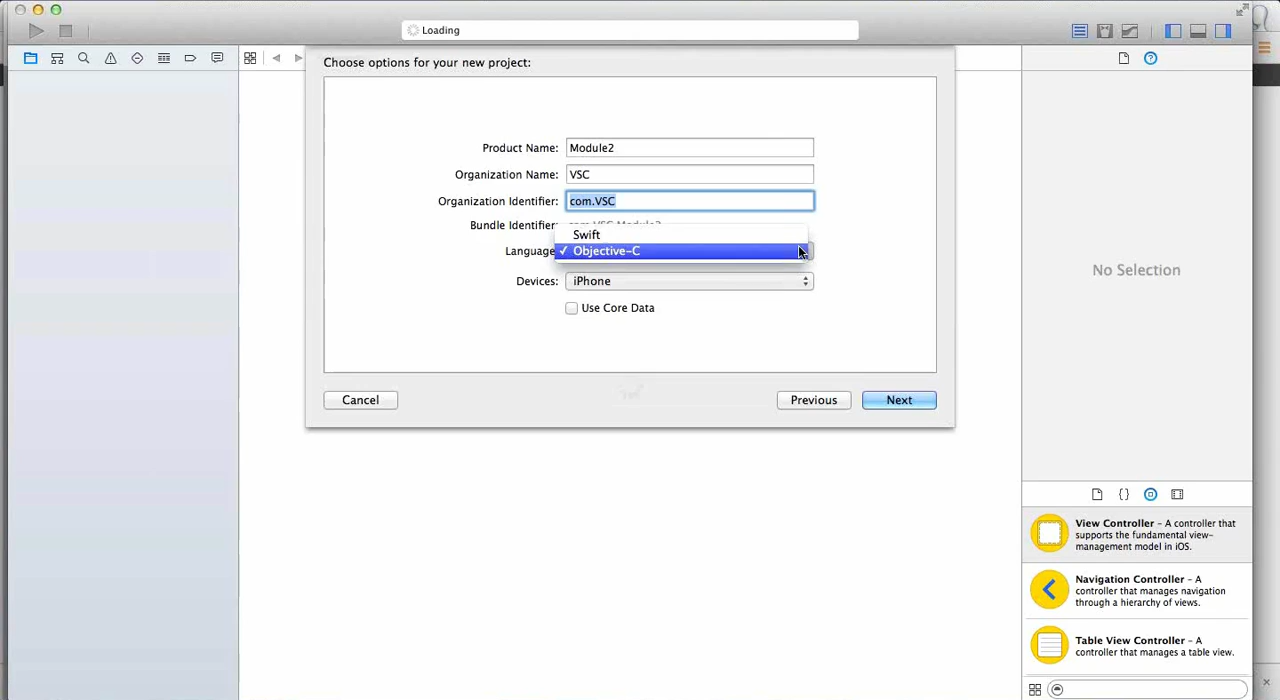 Loading
Choose options for your new project:
Product Name: Module2
Organization Name: VSC
Organization Identifier: com.VSC
Bundle Identifier: com.VSC.Module2
Swift
Language ✓ Objective-C
Devices: iPhone
Use Core Data
Cancel
Previous
Next
No Selection
View Controller - A controller that
supports the fundamental view-
management model in iOS.
Navigation Controller - A
controller that manages navigation
through a hierarchy of views.
Table View Controller - A
controller that manages a table view.